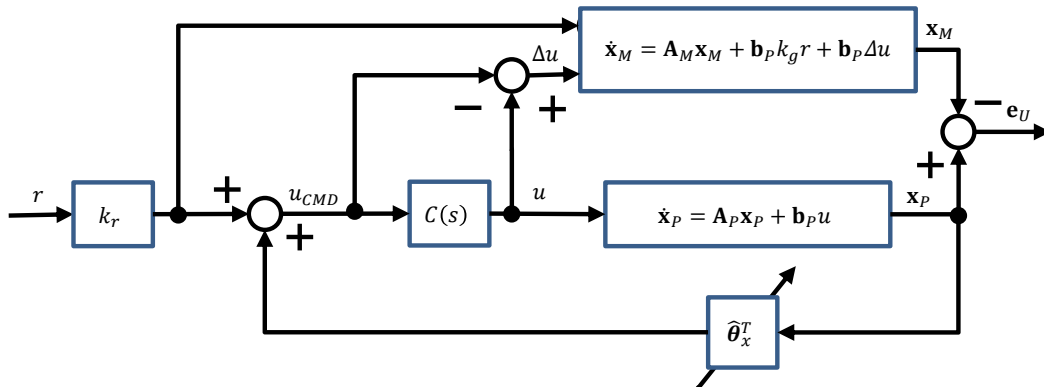 𝐱_M
ẋ_M = A_M x_M + b_P k_g r + b_P Δu
Δu
−
− +
e_U
+
r
k_r
+
u_CMD
+
C(s)
u
ẋ_P = A_P x_P + b_P u
x_P
θ̂_x^T